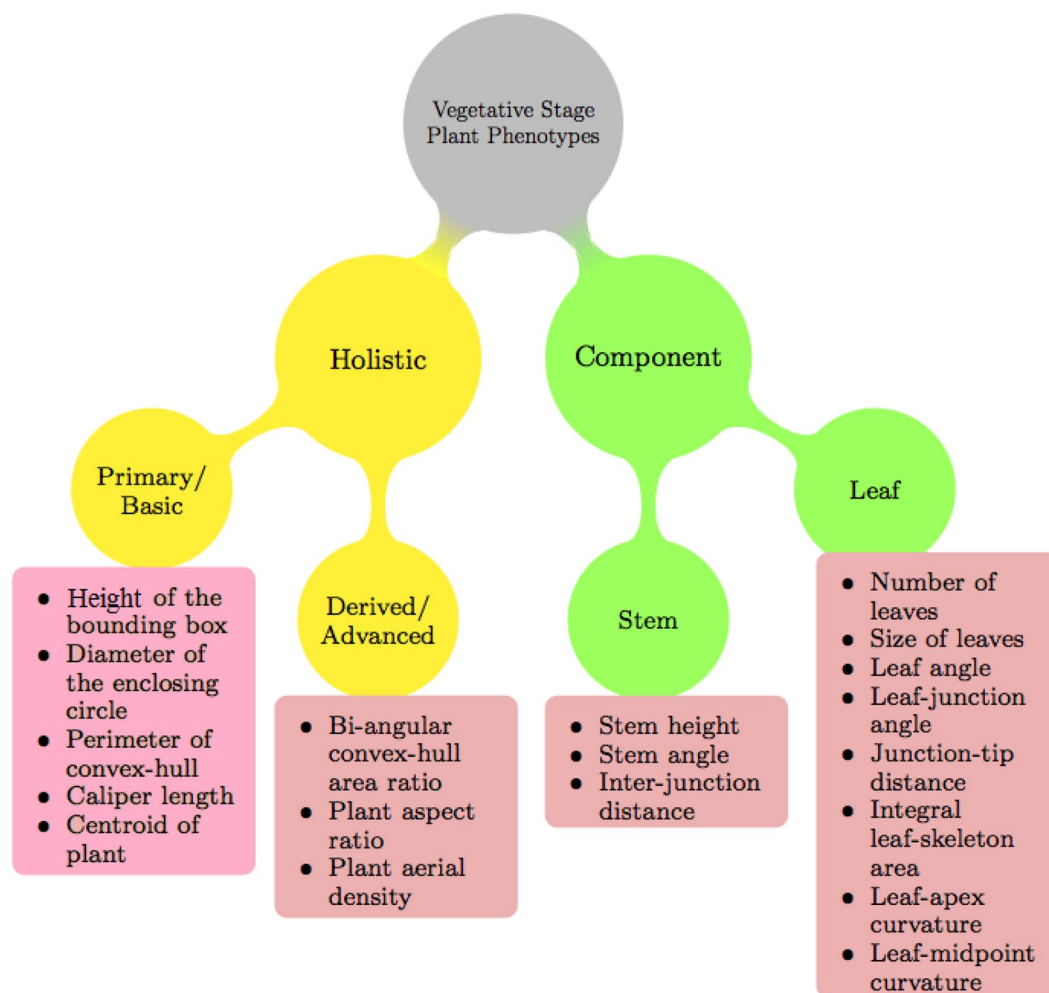 Vegetative Stage
Plant Phenotypes
Holistic
Component
Primary/
Basic
Leaf
Derived/
Advanced
Stem
• Height of the
bounding box
• Diameter of
the enclosing
circle
• Perimeter of
convex-hull
• Caliper length
• Centroid of
plant
• Bi-angular
convex-hull
area ratio
• Plant aspect
ratio
• Plant aerial
density
• Stem height
• Stem angle
• Inter-junction
distance
• Number of
leaves
• Size of leaves
• Leaf angle
• Leaf-junction
angle
• Junction-tip
distance
• Integral
leaf-skeleton
area
• Leaf-apex
curvature
• Leaf-midpoint
curvature